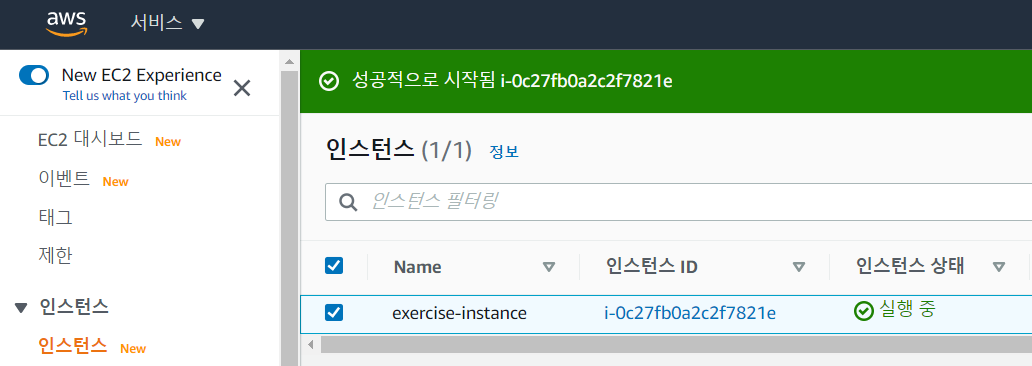 aws 서비스
New EC2 Experience
Tell us what you think
EC2 대시보드 New
이벤트 New
태그
제한
인스턴스
인스턴스 New
성공적으로 시작됨 i-0c27fb0a2c2f7821e
인스턴스 (1/1) 정보
인스턴스 필터링
Name 인스턴스 ID 인스턴스 상태
exercise-instance i-0c27fb0a2c2f7821e 실행 중